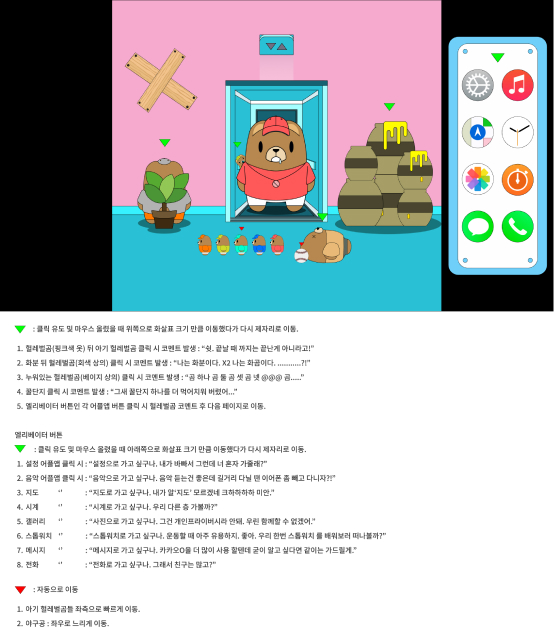 : 클릭 유도 및 마우스 올렸을 때 위쪽으로 화살표 크기 만큼 이동했다가 다시 제자리로 이동.
1. 헐레벌곰(핑크색 옷) 뒤 아기 헐레벌곰 클릭 시 코멘트 발생 : “쉿. 끝날 때 까지는 끝난게 아니라고!”
2. 화분 뒤 헐레벌곰(회색 상의) 클릭 시 코멘트 발생 : “나는 화분이다. X2 나는 화곰이다. ............?!”
3. 누워있는 헐레벌곰(베이지 상의) 클릭 시 코멘트 발생 : “곰 하나 곰 둘 곰 셋 곰 넷 @@@ 곰.....”
4. 꿀단지 클릭 시 코멘트 발생 : “그새 꿀단지 하나를 더 먹어치워 버렸어...”
5. 엘리베이터 버튼인 각 어플앱 버튼 클릭 시 헐레벌곰 코멘트 후 다음 페이지로 이동.
엘리베이터 버튼
: 클릭 유도 및 마우스 올렸을 때 아래쪽으로 화살표 크기 만큼 이동했다가 다시 제자리로 이동.
1. 설정 어플앱 클릭 시 : “설정으로 가고 싶구나. 내가 바빠서 그런데 너 혼자 가줄래?”
2. 음악 어플앱 클릭 시 : “음악으로 가고 싶구나. 음악 듣는건 좋은데 길거리 다닐 땐 이어폰 좀 빼고 다니자?!”
3. 지도 ‘’ : “지도로 가고 싶구나. 내가 알‘지도’ 모르겠네 크하하하하 미안.”
4. 시계 ‘’ : “시계로 가고 싶구나. 우리 다른 층 가볼까?”
5. 갤러리 ‘’ : “사진으로 가고 싶구나. 그건 개인프라이버시라 안돼. 우린 함께할 수 없겠어.”
6. 스톱워치 ‘’ : “스톱워치로 가고 싶구나. 운동할 때 아주 유용하지. 좋아. 우리 한번 스톱워치 를 배워보러 떠나볼까?”
7. 메시지 ‘’ : “메시지로 가고 싶구나. 카카오O을 더 많이 사용 할텐데 굳이 알고 싶다면 같이는 가드릴게.”
8. 전화 ‘’ : “전화로 가고 싶구나. 그래서 친구는 많고?”
: 자동으로 이동
1. 아기 헐레벌곰들 좌측으로 빠르게 이동.
2. 야구공 : 좌우로 느리게 이동.